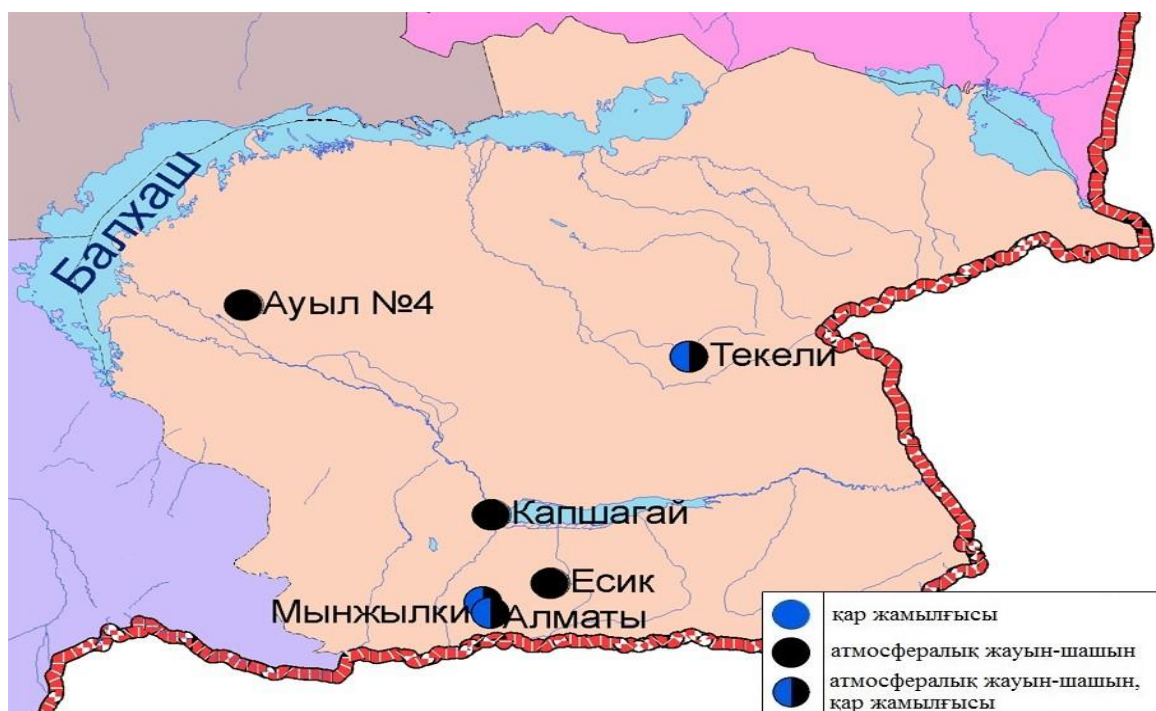 Балхаш
Ауыл №4
Текели
Капшагай
Есик
Мынжылки
Алматы
қар жамылғысы
атмосфералық жауын-шашын
атмосфералық жауын-шашын,
қар жамылғысы